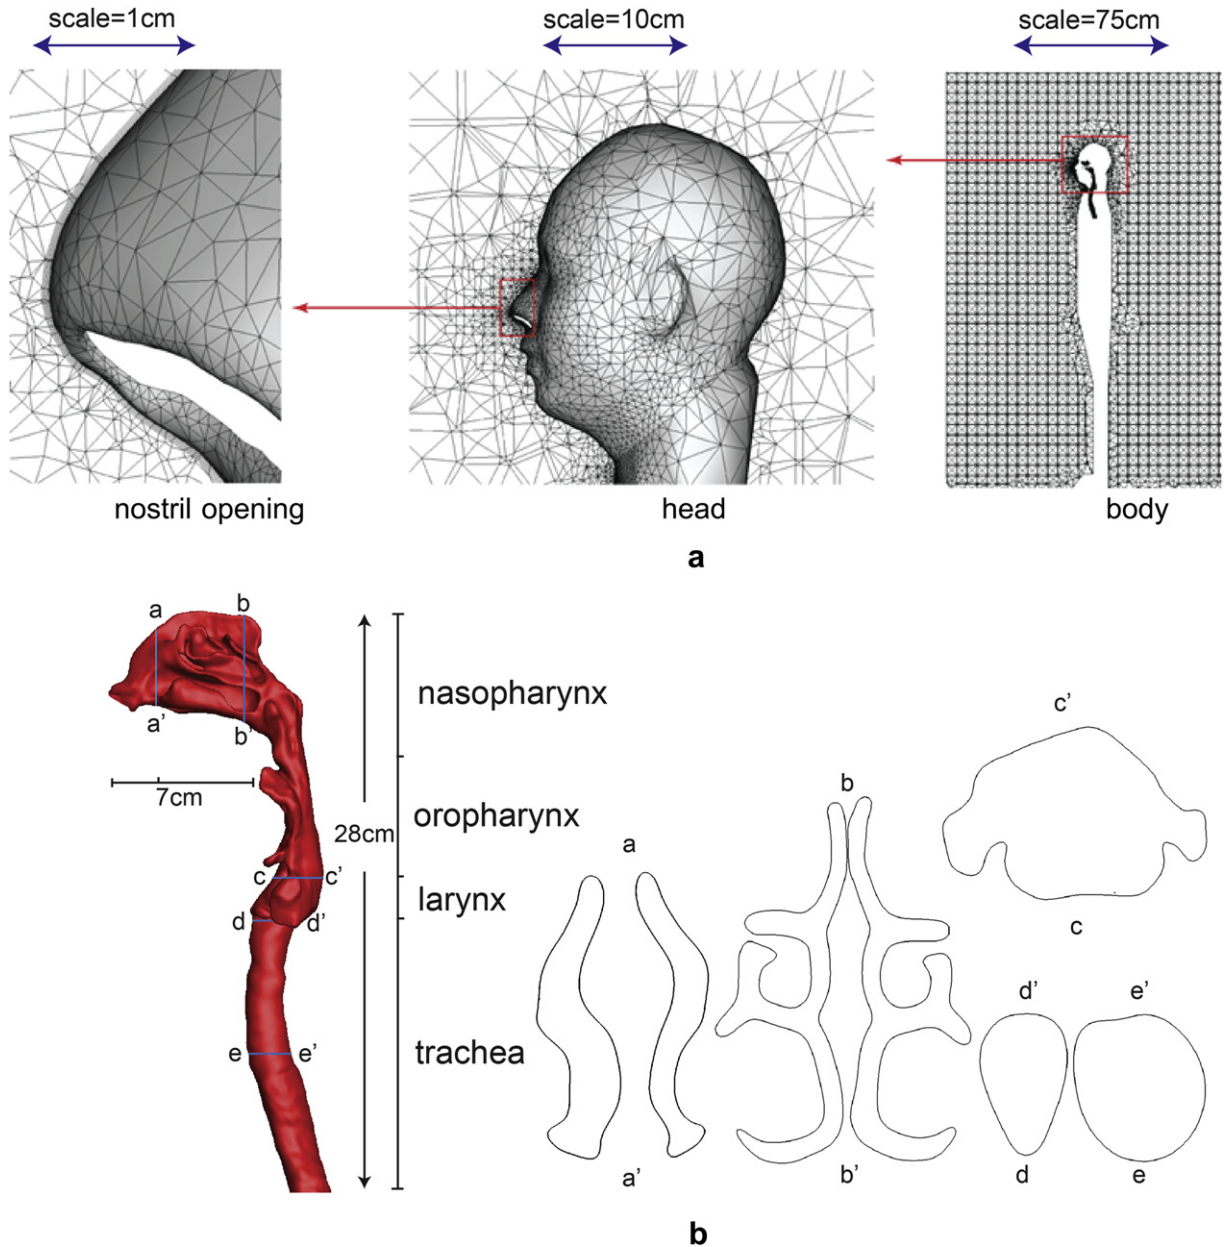 scale=1cm
scale=10cm
scale=75cm
nostril opening
head
body
a
a
b
a'
b'
7cm
c
c'
d
d'
e
e'
28cm
nasopharynx
oropharynx
larynx
trachea
a
a'
b
b'
c'
c
d'
d
e'
e
b